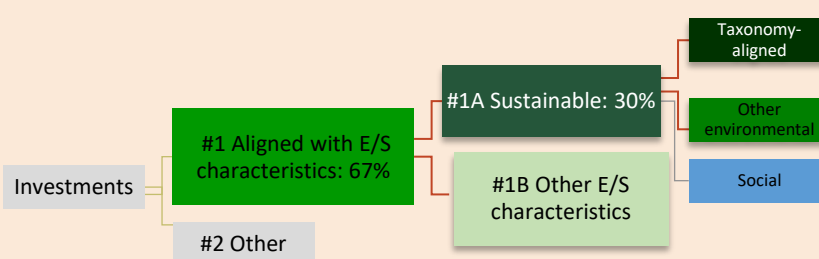 Taxonomy-
aligned
#1A Sustainable: 30%
Other
environmental
#1 Aligned with E/S
characteristics: 67%
Investments
#1B Other E/S
characteristics
Social
#2 Other